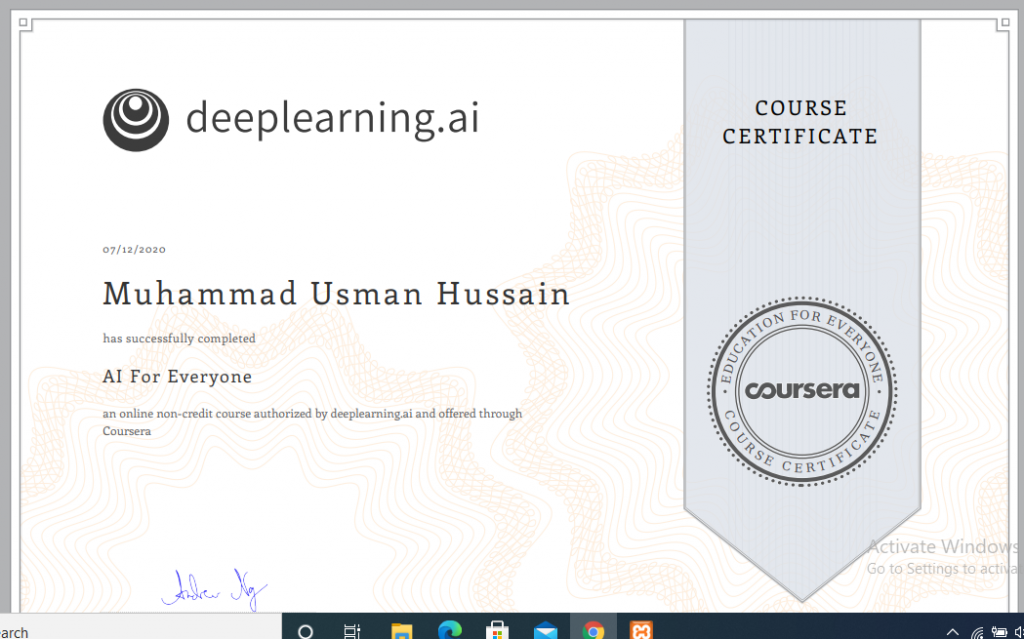 deeplearning.ai
COURSE
CERTIFICATE
07/12/2020
Muhammad Usman Hussain
has successfully completed
AI For Everyone
an online non-credit course authorized by deeplearning.ai and offered through
Coursera
EDUCATION FOR EVERYONE
coursera
COURSE CERTIFICATE
Andrew Ng
Activate Windows
Go to Settings to activa
earch